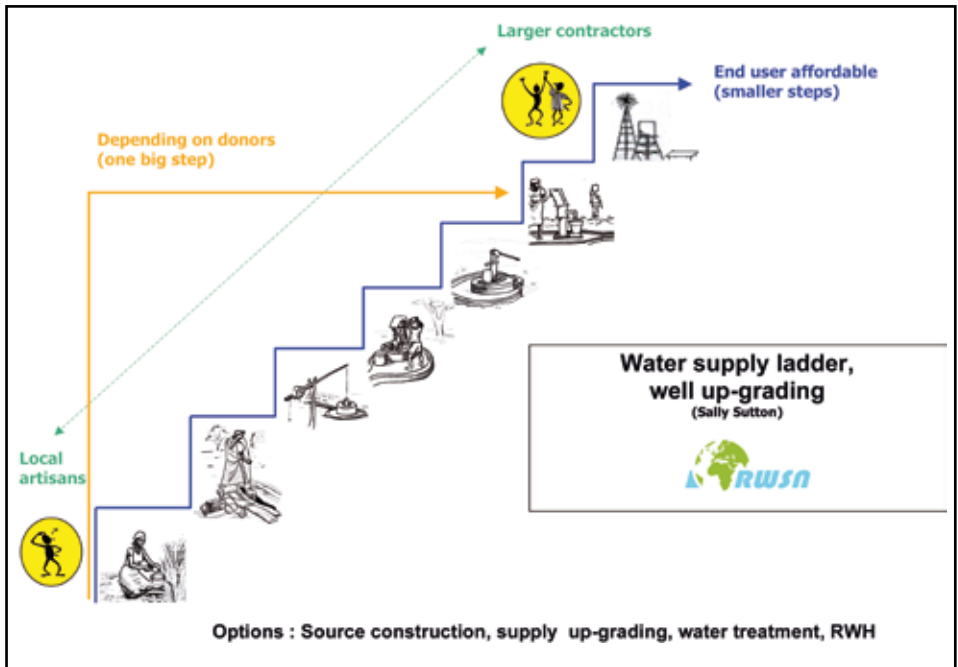 Larger contractors
End user affordable
(smaller steps)
Depending on donors
(one big step)
Water supply ladder,
well up-grading
(Sally Sutton)
RWSN
Local
artisans
Options : Source construction, supply up-grading, water treatment, RWH